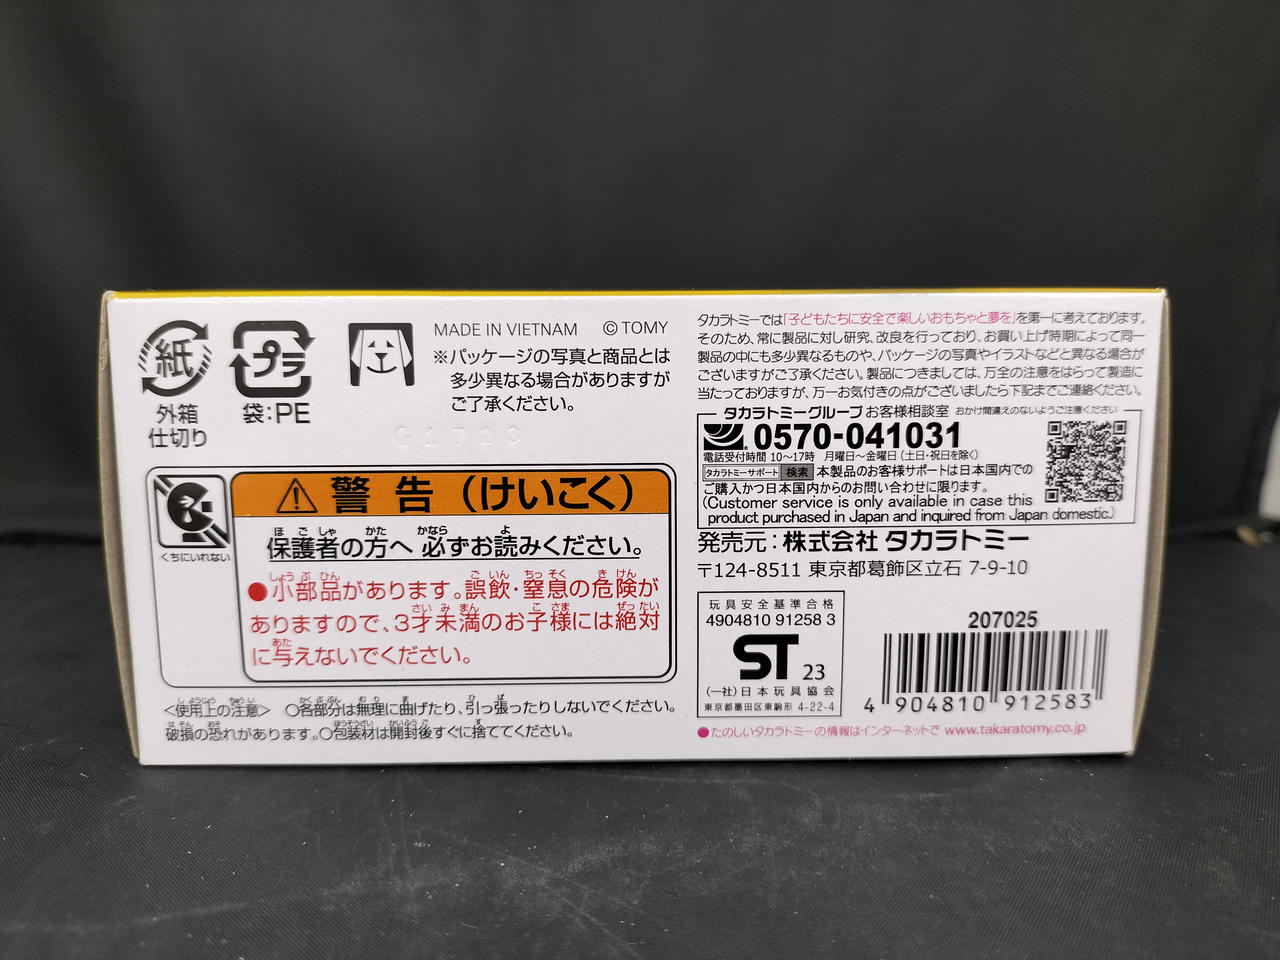 紙
外箱
仕切り
プラ
袋：PE
MADE IN VIETNAM © TOMY
※パッケージの写真と商品とは
多少異なる場合がありますが
ご了承ください。
くちにいれない
⚠警告（けいこく）
保護者の方へ 必ずお読みください。
●小部品があります。誤飲・窒息の危険が
ありますので、3才未満のお子様には絶対
に与えないでください。
＜使用上の注意＞ ○各部分は無理に曲げたり、引っ張ったりしないでください。
破損の恐れがあります。○包装材は開封後すぐに捨ててください。
タカラトミーでは「子どもたちに安全で楽しいおもちゃと夢を」を第一に考えております。
そのため、常に製品に対し研究、改良を行っており、お買い上げ時期によって同一
製品の中にも多少異なるものや、パッケージの写真やイラストなどと異なる場合が
ございますがご了承ください。製品につきましては、万全の注意をはらって製造に
当たっておりますが、万一お気付きの点がございましたら下記までご連絡ください。
タカラトミーグループ お客様相談室 おかけ間違えのないようご注意ください
0570-041031
電話受付時間 10〜17時 月曜日〜金曜日（土日・祝日を除く）
タカラトミーサポート 検索 本製品のお客様サポートは日本国内での
ご購入かつ日本国内からのお問い合わせに限ります。
(Customer service is only available in case this
product purchased in Japan and inquired from Japan domestic.)
発売元：株式会社 タカラトミー
〒124-8511 東京都葛飾区立石 7-9-10
玩具安全基準合格
4904810 91258 3
ST 23
（一社）日本玩具協会
東京都墨田区東駒形 4-22-4
207025
4 904810 912583
●たのしいタカラトミーの情報はインターネットで www.takaratomy.co.jp